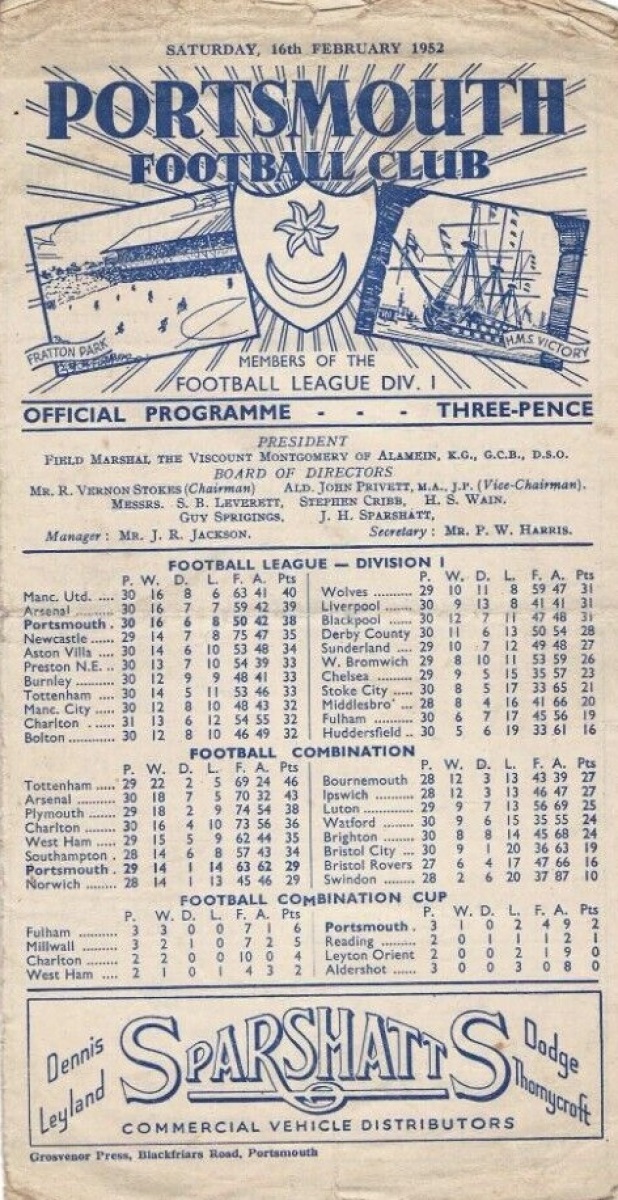 SATURDAY, 16th FEBRUARY 1952
PORTSMOUTH
FOOTBALL CLUB
FRATTON PARK
H.M.S. VICTORY
MEMBERS OF THE
FOOTBALL LEAGUE DIV. 1
OFFICIAL PROGRAMME - - - THREE-PENCE
PRESIDENT
FIELD MARSHAL THE VISCOUNT MONTGOMERY OF ALAMEIN, K.G., G.C.B., D.S.O.
BOARD OF DIRECTORS
MR. R. VERNON STOKES (Chairman) ALD. JOHN PRIVETT, M.A., J.P. (Vice-Chairman).
MESSRS. S. B. LEVERETT, STEPHEN CRIBB, H. S. WAIN.
GUY SPRIGINGS, J. H. SPARSHATT,
Manager: MR. J. R. JACKSON. Secretary: MR. P. W. HARRIS.
FOOTBALL LEAGUE — DIVISION 1
P. W. D. L. F. A. Pts
Manc. Utd. .... 30 16 8 6 63 41 40
Arsenal ......... 30 16 7 7 59 42 39
Portsmouth . 30 16 6 8 50 42 38
Newcastle ...... 29 14 7 8 75 47 35
Aston Villa .... 30 14 6 10 53 48 34
Preston N.E. .. 30 13 7 10 54 39 33
Burnley .......... 30 12 9 9 48 41 33
Tottenham .... 30 14 5 11 53 46 33
Manc. City ..... 30 12 8 10 48 43 32
Charlton ...... 31 13 6 12 54 55 32
Bolton ............ 30 12 8 10 46 49 32
P. W. D. L. F. A. Pts
Wolves .......... 29 10 11 8 59 47 31
Liverpool ....... 30 9 13 8 41 41 31
Blackpool ...... 30 12 7 11 47 48 31
Derby County 30 11 6 13 50 54 28
Sunderland .... 29 10 7 12 49 48 27
W. Bromwich 29 8 10 11 53 59 26
Chelsea .......... 29 9 5 15 35 57 23
Stoke City ..... 30 8 5 17 33 65 21
Middlesbro' ... 28 8 4 16 41 66 20
Fulham .......... 30 6 7 17 45 56 19
Huddersfield .. 30 5 6 19 33 61 16
FOOTBALL COMBINATION
P. W. D. L. F. A. Pts
Tottenham ..... 29 22 2 5 69 24 46
Arsenal .......... 30 18 7 5 70 32 43
Plymouth ....... 29 18 2 9 74 54 38
Charlton ........ 30 16 4 10 73 56 36
West Ham ..... 29 15 5 9 62 44 35
Southampton . 28 14 6 8 57 43 34
Portsmouth . 29 14 1 14 63 62 29
Norwich ........ 28 14 1 13 45 46 29
P. W. D. L. F. A. Pts
Bournemouth 28 12 3 13 43 39 27
Ipswich .......... 28 12 3 13 46 47 27
Luton ............ 29 9 7 13 56 69 25
Watford ......... 30 9 6 15 35 55 24
Brighton ........ 30 8 8 14 45 68 24
Bristol City .... 30 9 1 20 36 63 19
Bristol Rovers 27 6 4 17 47 66 16
Swindon ........ 28 2 6 20 37 87 10
FOOTBALL COMBINATION CUP
P. W. D. L. F. A. Pts
Fulham .......... 3 3 0 0 7 1 6
Millwall ......... 3 2 1 0 7 2 5
Charlton ....... 2 2 0 0 10 0 4
West Ham .... 2 1 0 1 4 3 2
P. W. D. L. F. A. Pts
Portsmouth . 3 1 0 2 4 9 2
Reading ......... 2 0 1 1 1 2 1
Leyton Orient 2 0 0 2 1 9 0
Aldershot ...... 3 0 0 3 0 8 0
Dennis
Leyland
SPARSHATTS
Dodge
Thornycroft
COMMERCIAL VEHICLE DISTRIBUTORS
Grosvenor Press, Blackfriars Road, Portsmouth